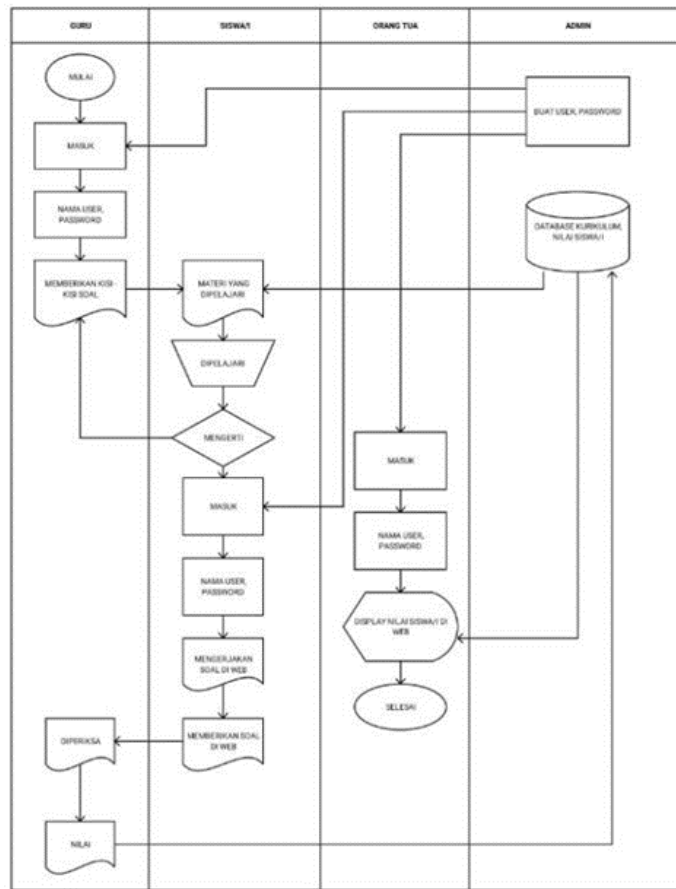 GURU
SISWA/I
ORANG TUA
ADMIN
MULAI
BUAT USER, PASSWORD
MASUK
NAMA USER,
PASSWORD
DATABASE KURIKULUM,
NILAI SISWA/I
MEMBERIKAN KISI-
KISI SOAL
MATERI YANG
DIPELAJARI
DIPELAJARI
MENGERTI
MASUK
MASUK
NAMA USER,
PASSWORD
NAMA USER,
PASSWORD
DISPLAY NILAI SISWA/I DI
WEB
MENGERJAKAN
SOAL DI WEB
SELESAI
MEMBERIKAN SOAL
DI WEB
DIPERIKSA
NILAI